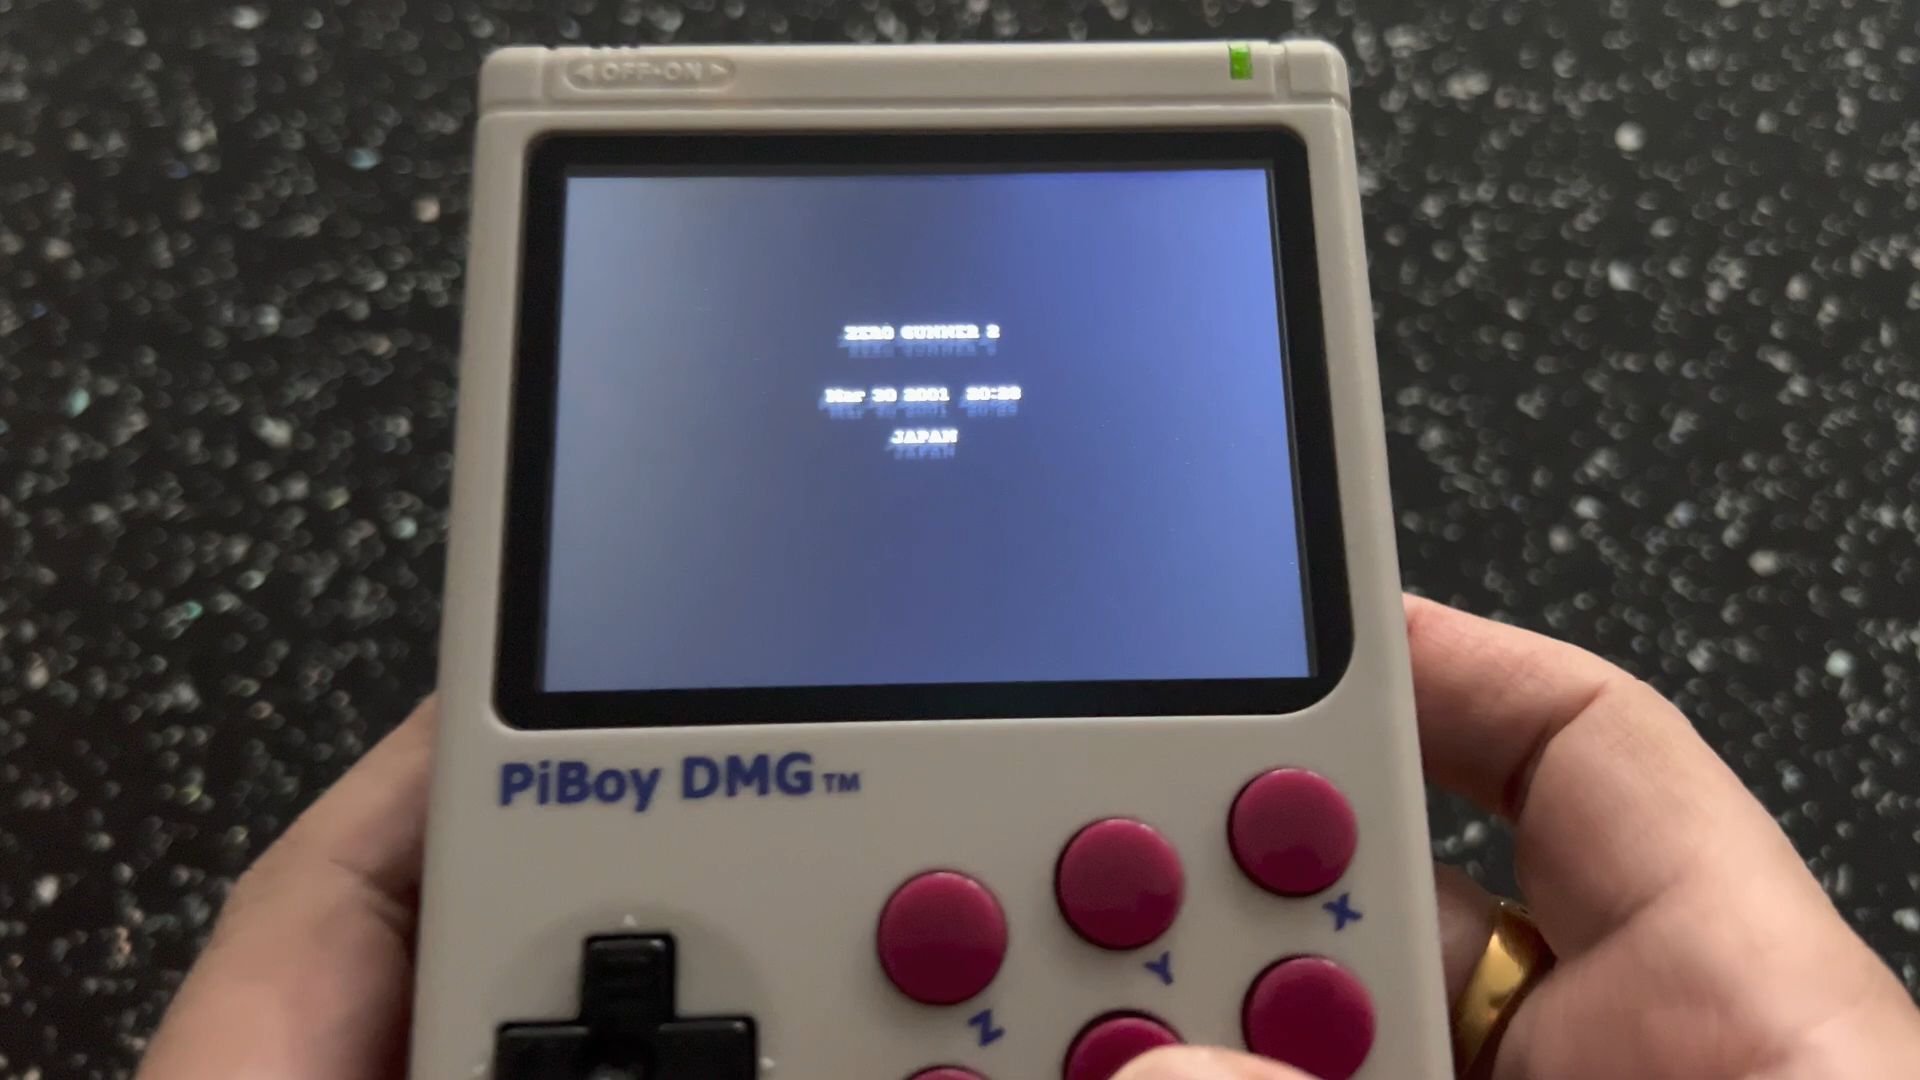 OFF•ON
ZERO GUNNER 2
Mar 30 2001 20:28
JAPAN
PiBoy DMG™
X
Y
Z